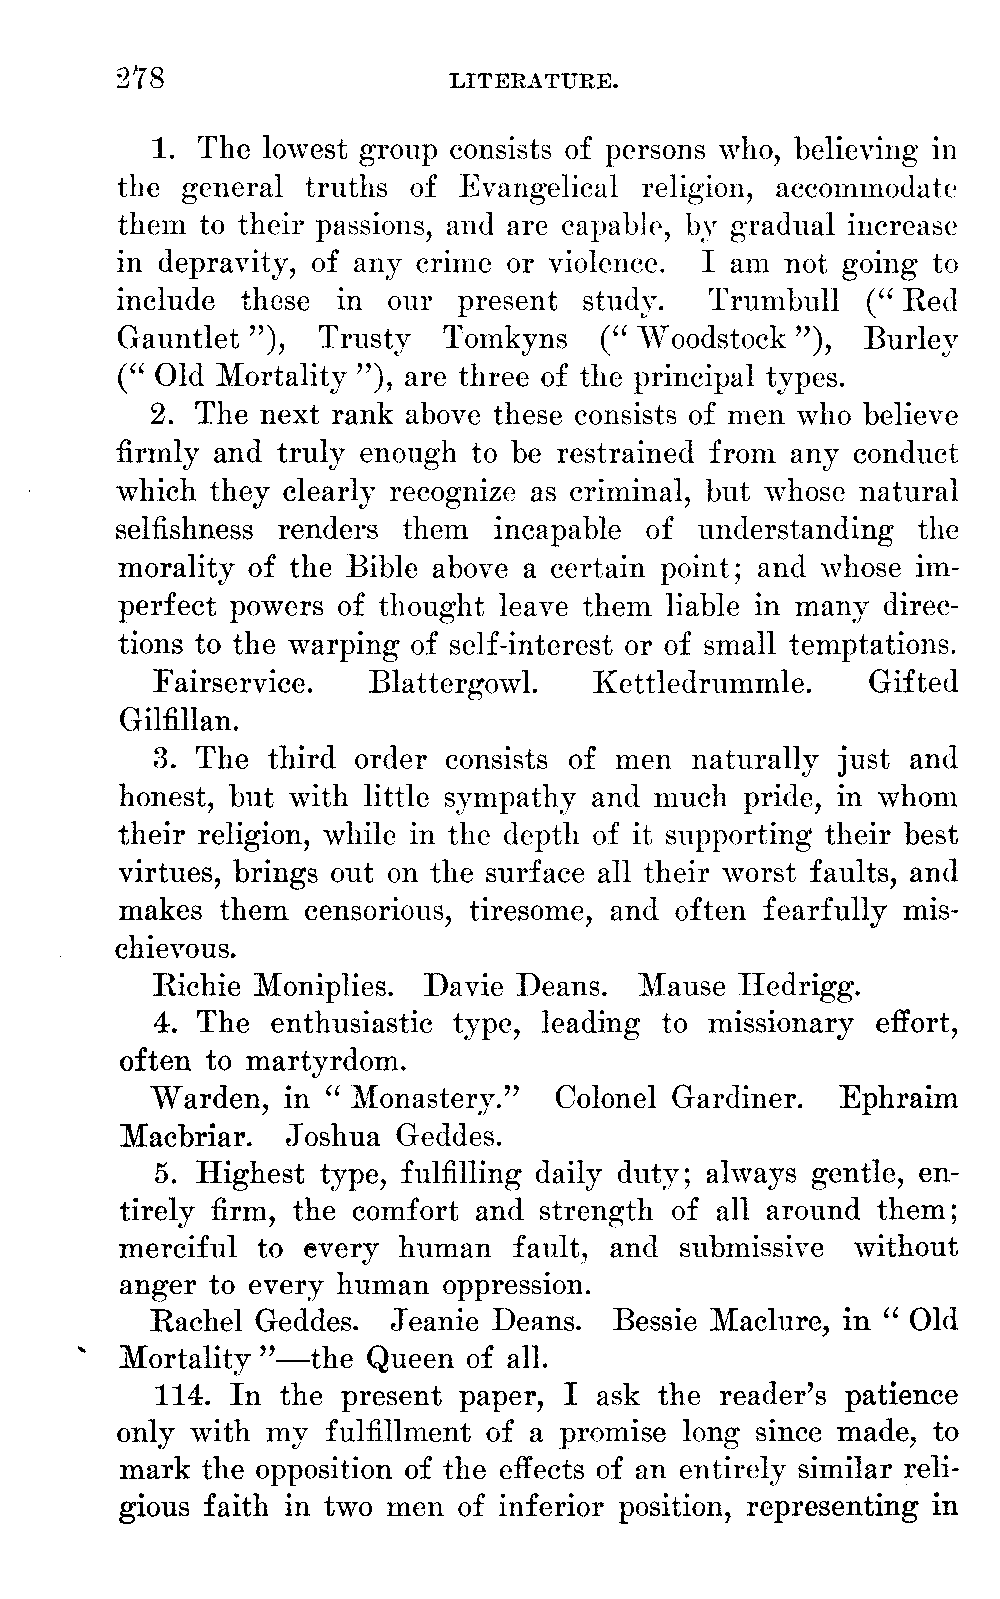 278 LITERATURE.
1. The lowest group consists of persons who, believing in
the general truths of Evangelical religion, accommodate
them to their passions, and are capable, by gradual increase
in depravity, of any crime or violence. I am not going to
include these in our present study. Trumbull (“ Red
Gauntlet ”), Trusty Tomkyns (“ Woodstock ”), Burley
(“ Old Mortality ”), are three of the principal types.
2. The next rank above these consists of men who believe
firmly and truly enough to be restrained from any conduct
which they clearly recognize as criminal, but whose natural
selfishness renders them incapable of understanding the
morality of the Bible above a certain point; and whose im-
perfect powers of thought leave them liable in many direc-
tions to the warping of self-interest or of small temptations.
Fairservice. Blattergowl. Kettledrummle. Gifted
Gilfillan.
3. The third order consists of men naturally just and
honest, but with little sympathy and much pride, in whom
their religion, while in the depth of it supporting their best
virtues, brings out on the surface all their worst faults, and
makes them censorious, tiresome, and often fearfully mis-
chievous.
Richie Moniplies. Davie Deans. Mause Hedrigg.
4. The enthusiastic type, leading to missionary effort,
often to martyrdom.
Warden, in “ Monastery.” Colonel Gardiner. Ephraim
Macbriar. Joshua Geddes.
5. Highest type, fulfilling daily duty; always gentle, en-
tirely firm, the comfort and strength of all around them;
merciful to every human fault, and submissive without
anger to every human oppression.
Rachel Geddes. Jeanie Deans. Bessie Maclure, in “ Old
Mortality ”—the Queen of all.
114. In the present paper, I ask the reader’s patience
only with my fulfillment of a promise long since made, to
mark the opposition of the effects of an entirely similar reli-
gious faith in two men of inferior position, representing in